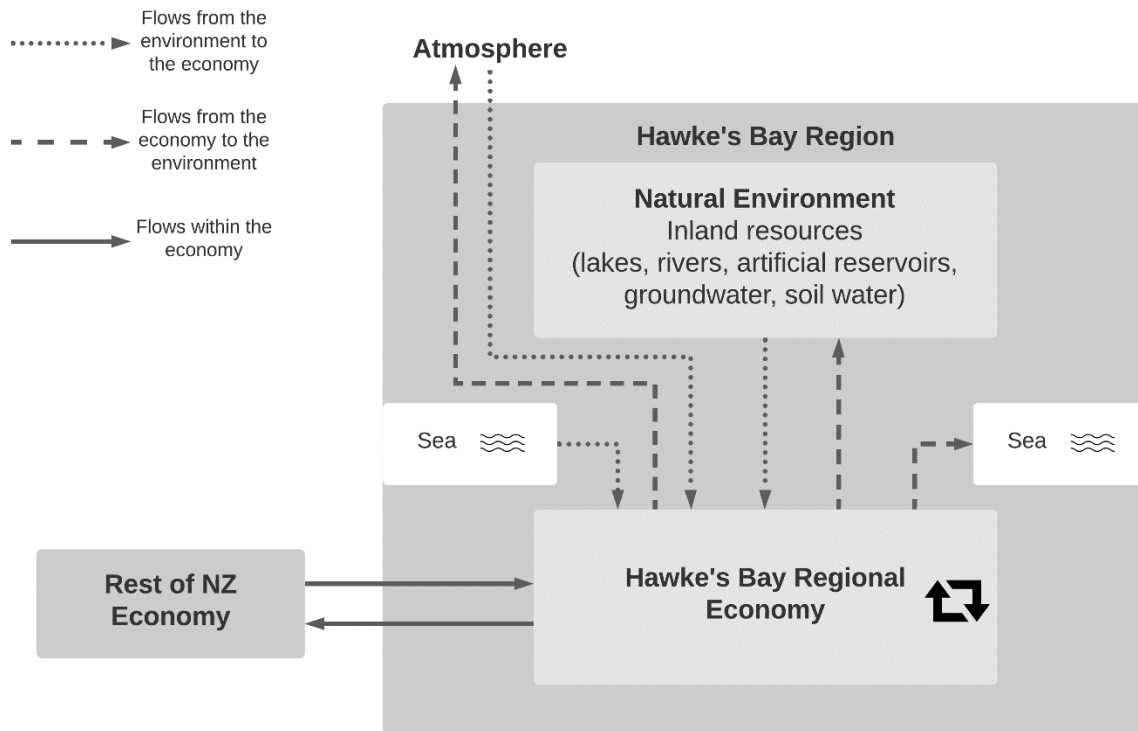 Flows from the
environment to
the economy
Flows from the
economy to the
environment
Flows within the
economy
Atmosphere
Hawke's Bay Region
Natural Environment
Inland resources
(lakes, rivers, artificial reservoirs,
groundwater, soil water)
Sea
Sea
Rest of NZ
Economy
Hawke's Bay Regional
Economy